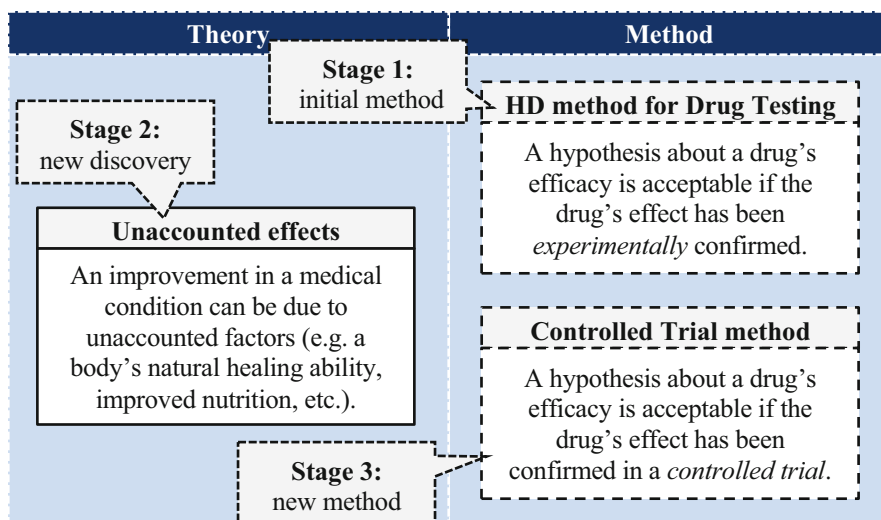 Theory
Method
Stage 1:
initial method
HD method for Drug Testing
A hypothesis about a drug’s
efficacy is acceptable if the
drug’s effect has been
experimentally confirmed.
Stage 2:
new discovery
Unaccounted effects
An improvement in a medical
condition can be due to
unaccounted factors (e.g. a
body’s natural healing ability,
improved nutrition, etc.).
Controlled Trial method
A hypothesis about a drug’s
efficacy is acceptable if the
drug’s effect has been
confirmed in a controlled trial.
Stage 3:
new method